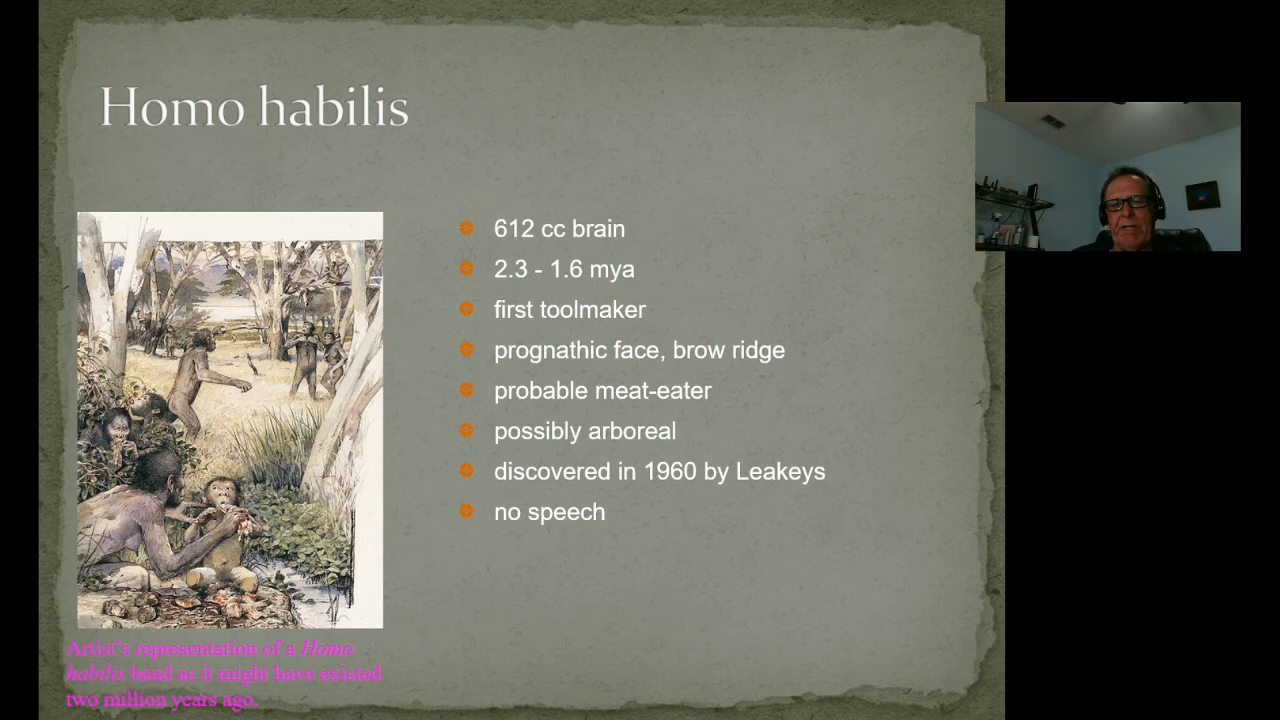 Homo habilis
612 cc brain
2.3 - 1.6 mya
first toolmaker
prognathic face, brow ridge
probable meat-eater
possibly arboreal
discovered in 1960 by Leakeys
no speech
Artist's representation of a Homo
habilis band as it might have existed
two million years ago.